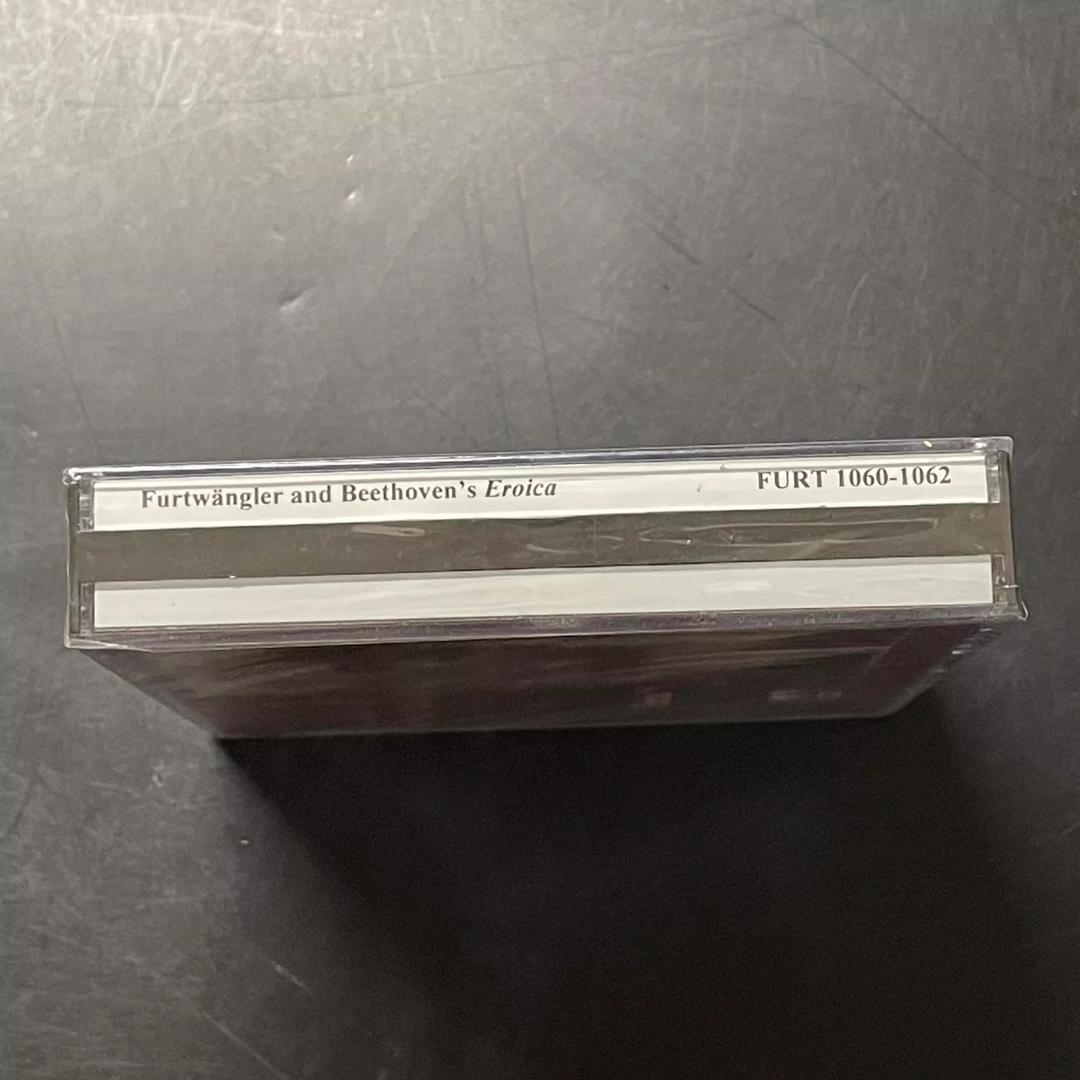 Furtwängler and Beethoven's Eroica
FURT 1060-1062